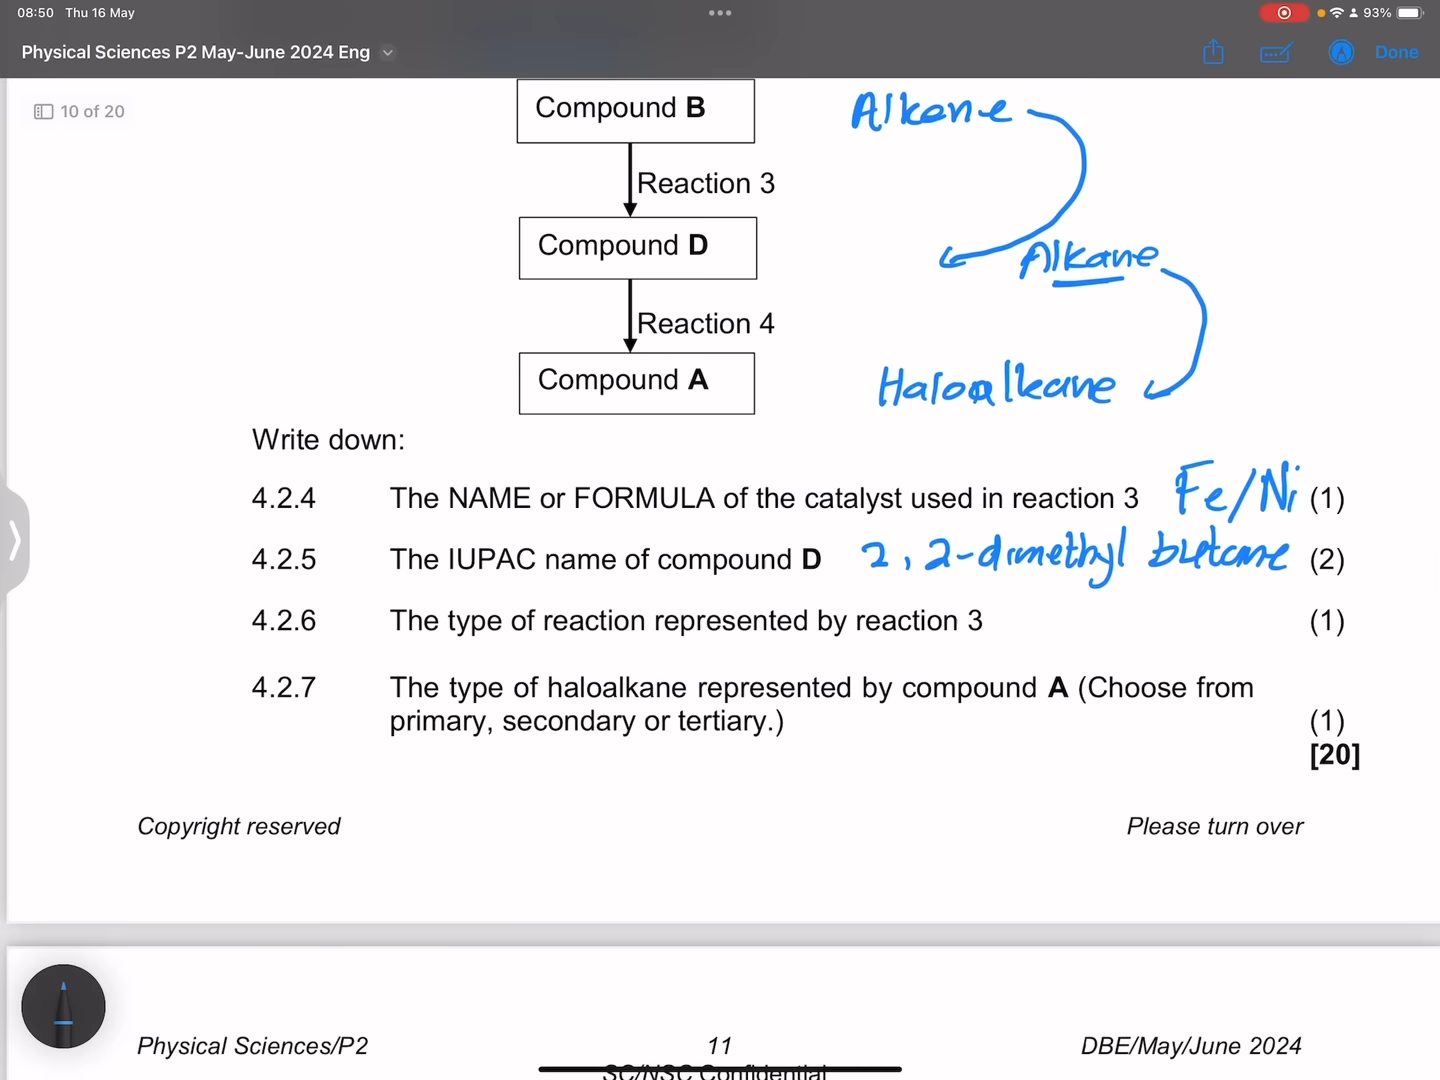 08:50 Thu 16 May
93%
Physical Sciences P2 May-June 2024 Eng
Done
10 of 20
Compound B
Alkene
Reaction 3
Compound D
Alkane
Reaction 4
Compound A
Haloalkane
Write down:
4.2.4 The NAME or FORMULA of the catalyst used in reaction 3 Fe/Ni (1)
4.2.5 The IUPAC name of compound D 2,2-dimethyl butane (2)
4.2.6 The type of reaction represented by reaction 3 (1)
4.2.7 The type of haloalkane represented by compound A (Choose from
primary, secondary or tertiary.) (1)
[20]
Copyright reserved Please turn over
Physical Sciences/P2 11 DBE/May/June 2024
SC/NSC Confidential